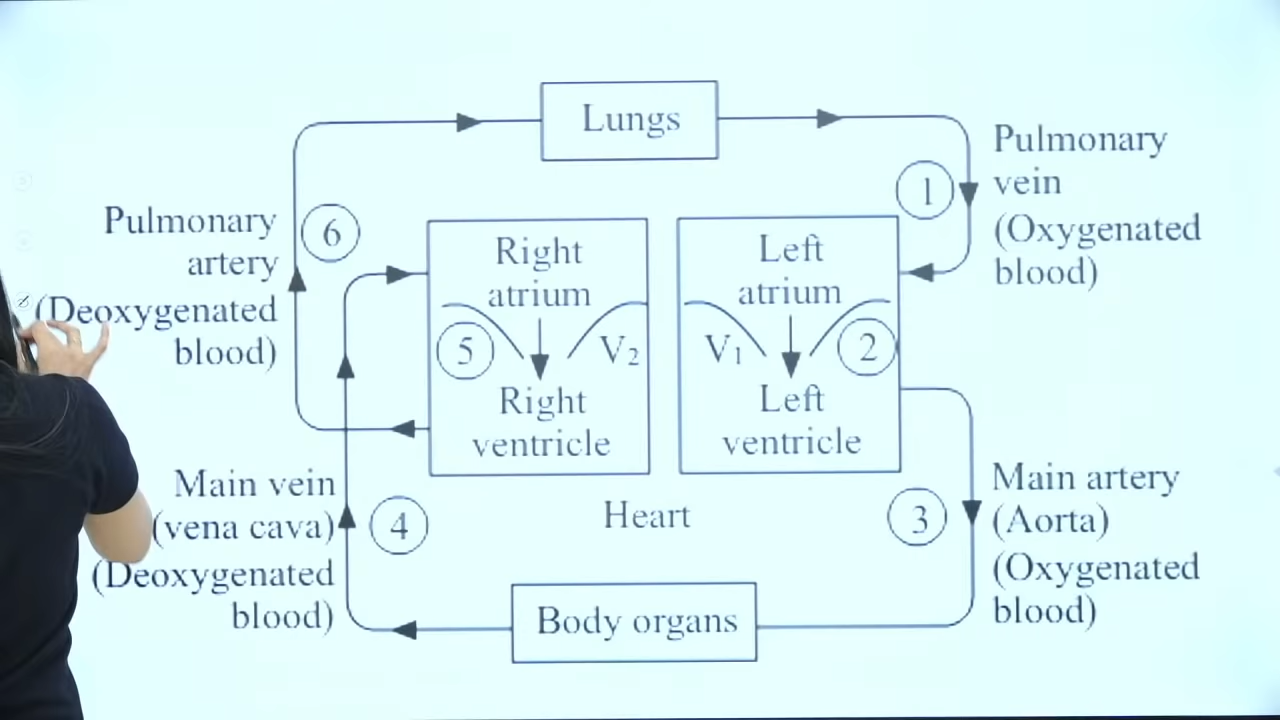 Lungs
Pulmonary
vein
(Oxygenated
blood)
1
Pulmonary
artery
(Deoxygenated
blood)
6
Right
atrium
5
V2
Right
ventricle
Left
atrium
V1
2
Left
ventricle
Heart
Main vein
(vena cava)
(Deoxygenated
blood)
4
3
Main artery
(Aorta)
(Oxygenated
blood)
Body organs